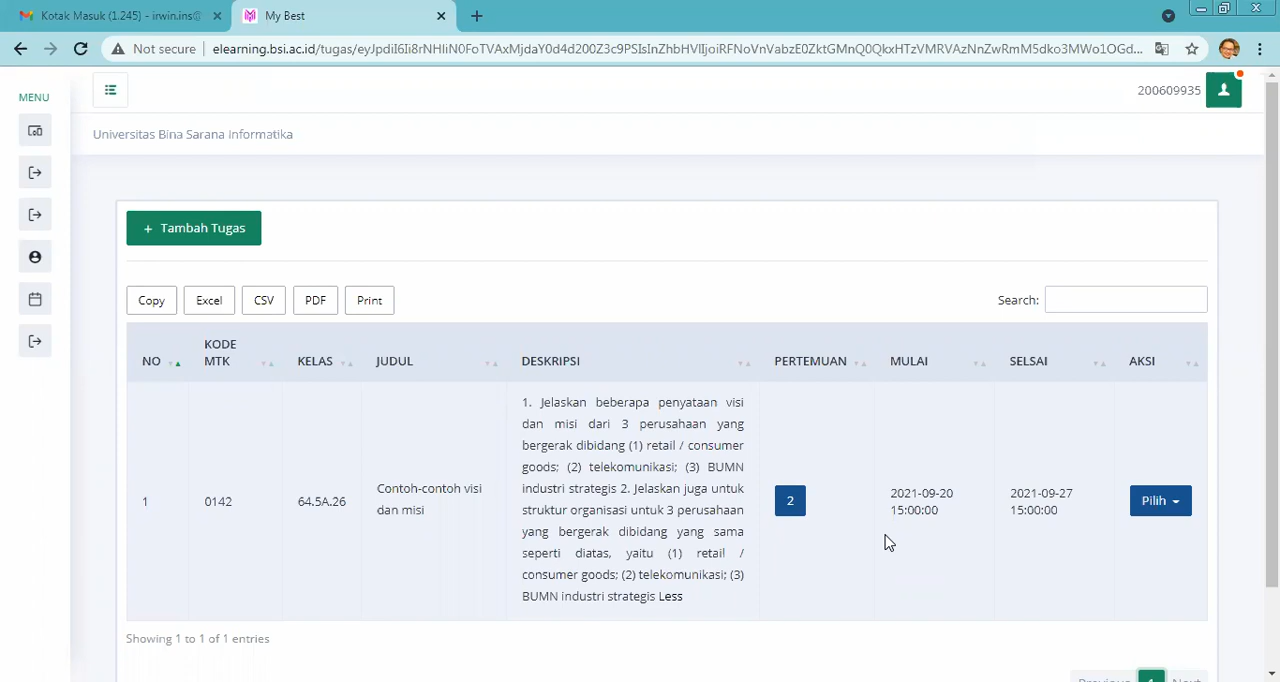 Kotak Masuk (1.245) - irwin.ins@
My Best
Not secure
elearning.bsi.ac.id/tugas/
MENU
200609935
Universitas Bina Sarana Informatika
+ Tambah Tugas
Copy Excel CSV PDF Print Search:
NO KODE MTK KELAS JUDUL DESKRIPSI PERTEMUAN MULAI SELSAI AKSI
1 0142 64.5A.26
Contoh-contoh visi
dan misi
1. Jelaskan beberapa penyataan visi
dan misi dari 3 perusahaan yang
bergerak dibidang (1) retail / consumer
goods; (2) telekomunikasi; (3) BUMN
industri strategis 2. Jelaskan juga untuk
struktur organisasi untuk 3 perusahaan
yang bergerak dibidang yang sama
seperti diatas, yaitu (1) retail /
consumer goods; (2) telekomunikasi; (3)
BUMN industri strategis Less
2
2021-09-20
15:00:00
2021-09-27
15:00:00
Pilih
Showing 1 to 1 of 1 entries
Previous 1 Next